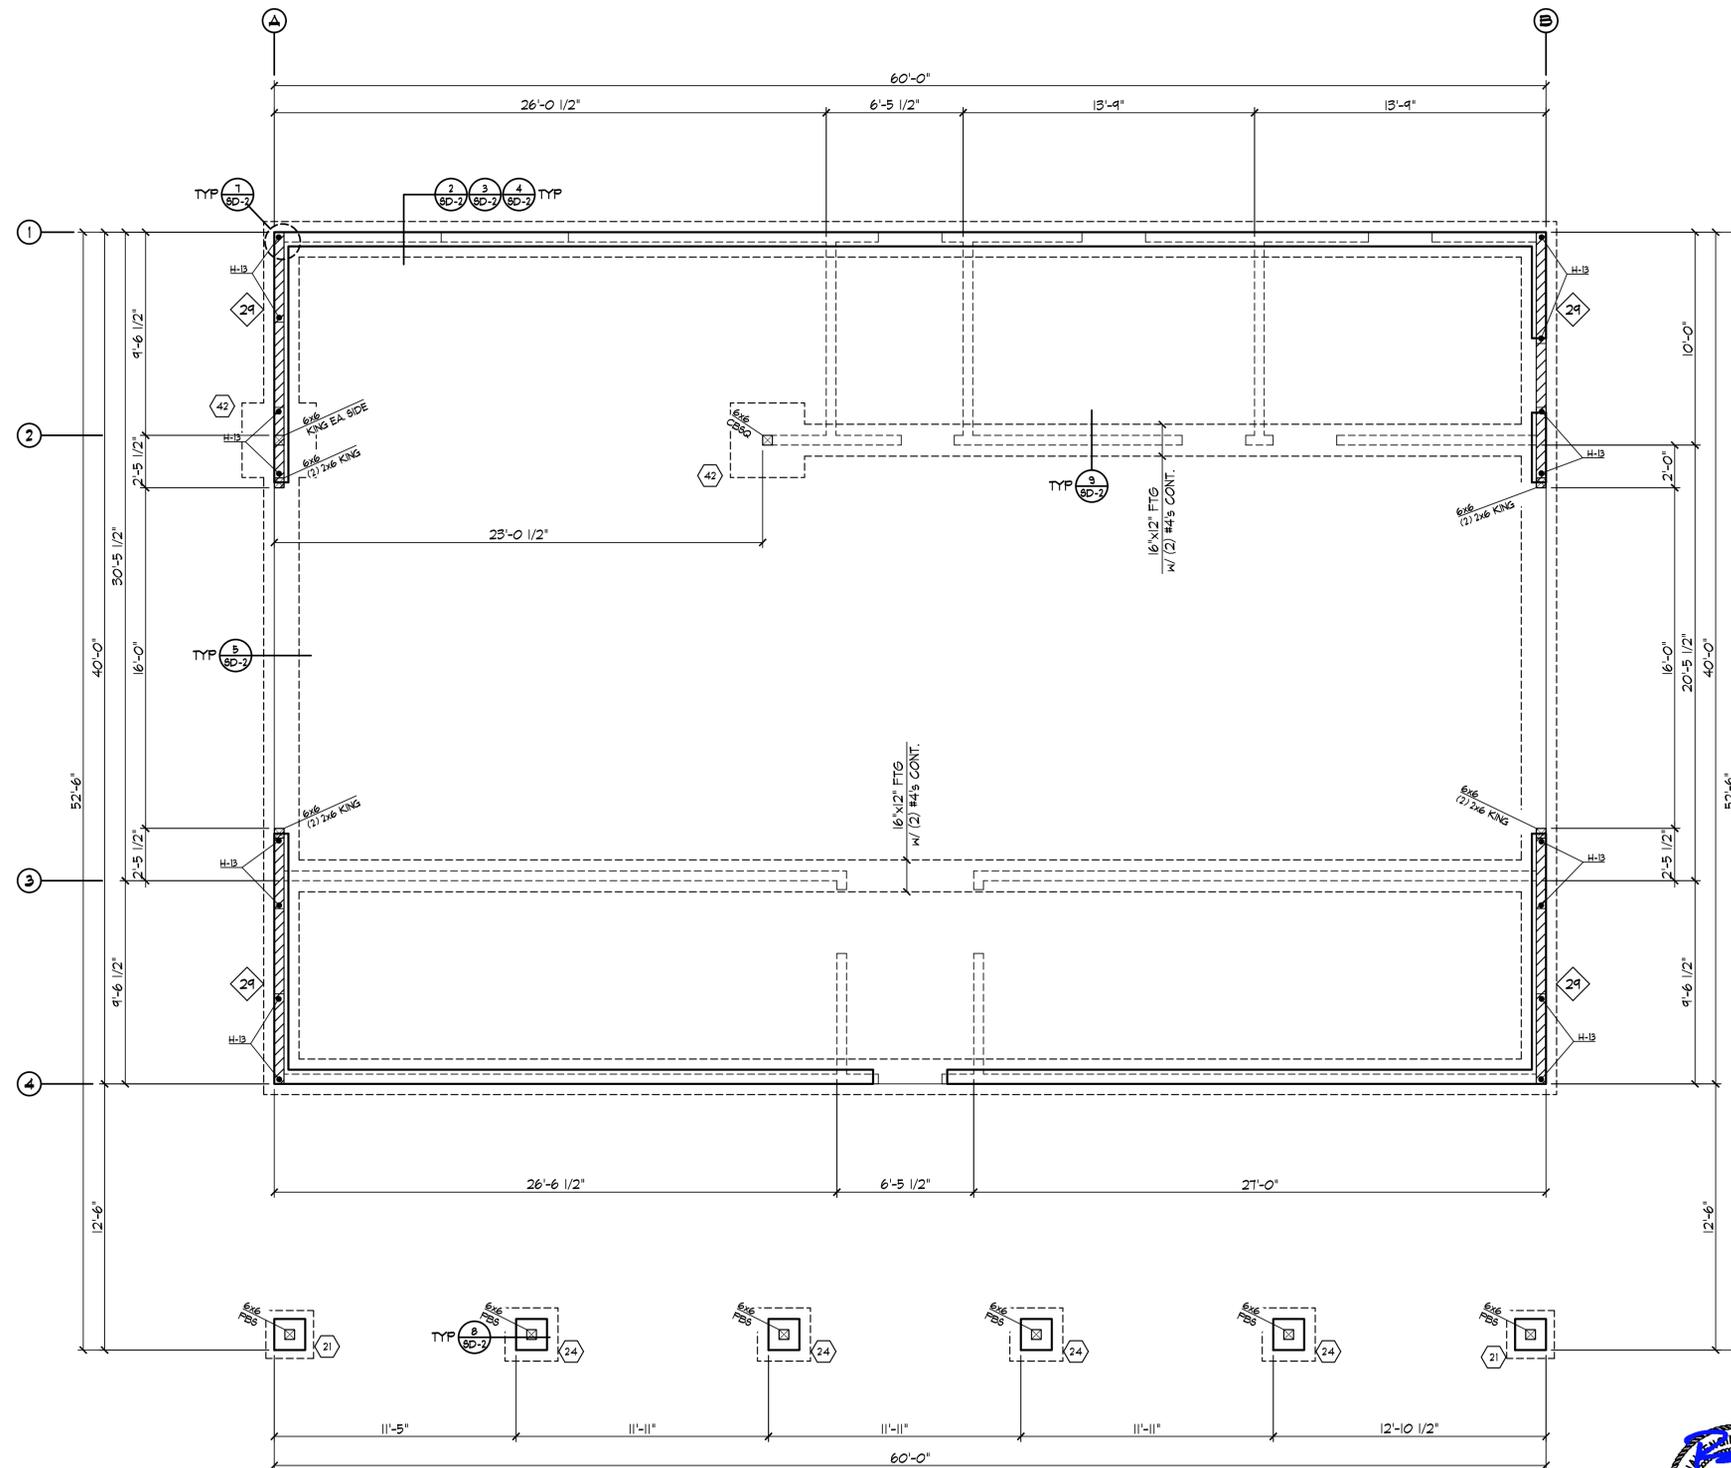 A
B
60'-0"
26'-0 1/2"
6'-5 1/2"
13'-9"
13'-9"
TYP
7
SD-2
2
SD-2
3
SD-2
4
SD-2
TYP
1
H-13
29
H-13
29
9'-6 1/2"
10'-0"
42
6x6
KING EA. SIDE
6x6
CBSQ
2
H-13
6x6
(2) 2x6 KING
42
TYP
9
SD-2
H-13
2'-5 1/2"
2'-0"
6x6
(2) 2x6 KING
16"x12" FTG
W/ (2) #4's CONT.
23'-0 1/2"
30'-5 1/2"
40'-0"
16'-0"
TYP
5
SD-2
16'-0"
20'-5 1/2"
40'-0"
52'-6"
52'-6"
16"x12" FTG
W/ (2) #4's CONT.
6x6
(2) 2x6 KING
6x6
(2) 2x6 KING
2'-5 1/2"
H-13
H-13
2'-5 1/2"
3
9'-6 1/2"
29
29
9'-6 1/2"
H-13
H-13
4
26'-6 1/2"
6'-5 1/2"
27'-0"
12'-6"
12'-6"
6x6
PBS
21
TYP
8
SD-2
6x6
PBS
24
6x6
PBS
24
6x6
PBS
24
6x6
PBS
24
6x6
PBS
21
11'-5"
11'-11"
11'-11"
11'-11"
12'-10 1/2"
60'-0"